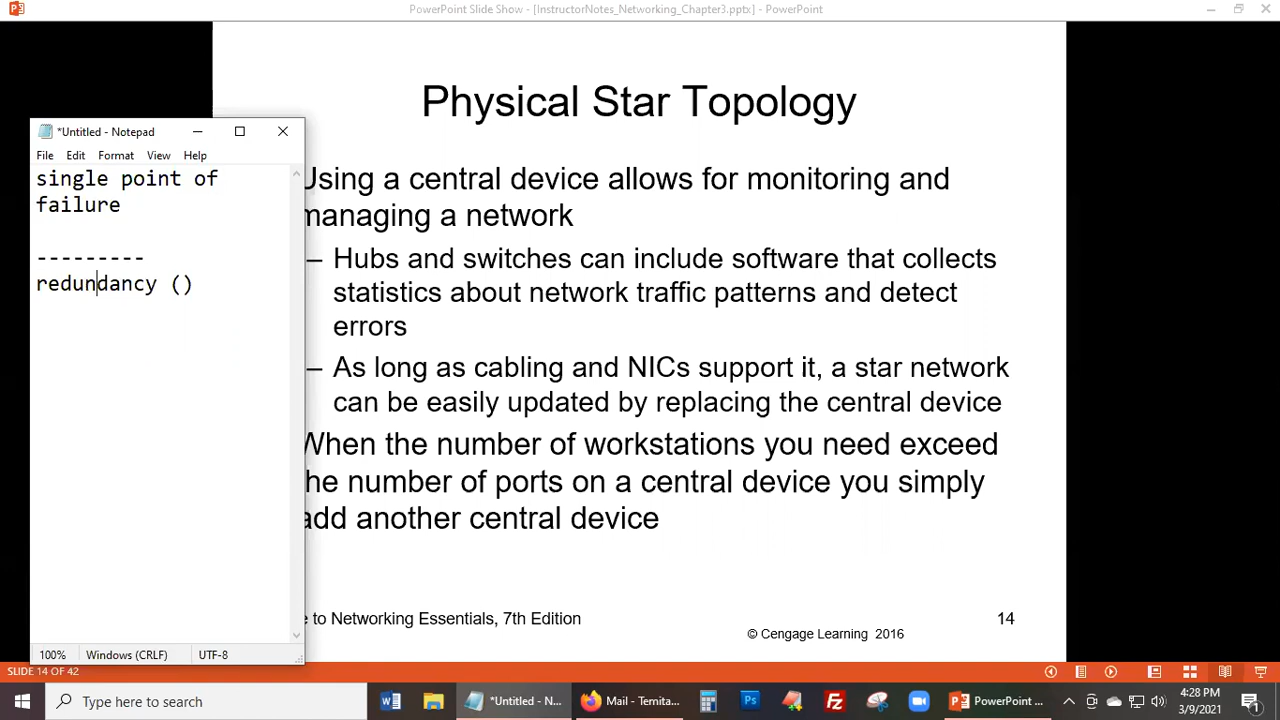 PowerPoint Slide Show - [InstructorNotes_Networking_Chapter3.pptx] - PowerPoint
Physical Star Topology
*Untitled - Notepad
File Edit Format View Help
single point of
failure
---------
redundancy ()
100% Windows (CRLF) UTF-8
Using a central device allows for monitoring and
managing a network
– Hubs and switches can include software that collects
statistics about network traffic patterns and detect
errors
– As long as cabling and NICs support it, a star network
can be easily updated by replacing the central device
When the number of workstations you need exceed
the number of ports on a central device you simply
add another central device
to Networking Essentials, 7th Edition
© Cengage Learning 2016
14
SLIDE 14 OF 42
Type here to search
*Untitled - N...
Mail - Temita...
PowerPoint ...
4:28 PM
3/9/2021